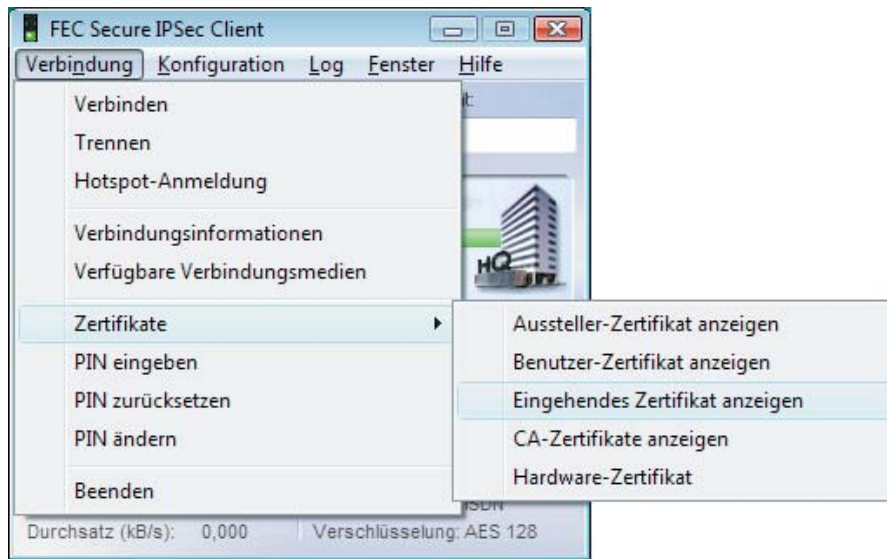 FEC Secure IPSec Client
Verbindung Konfiguration Log Fenster Hilfe
Verbinden
Trennen
Hotspot-Anmeldung
Verbindungsinformationen
Verfügbare Verbindungsmedien
HQ
Zertifikate
PIN eingeben
PIN zurücksetzen
PIN ändern
Beenden
Aussteller-Zertifikat anzeigen
Benutzer-Zertifikat anzeigen
Eingehendes Zertifikat anzeigen
CA-Zertifikate anzeigen
Hardware-Zertifikat
ISDN
Durchsatz (kB/s): 0,000 Verschlüsselung: AES 128